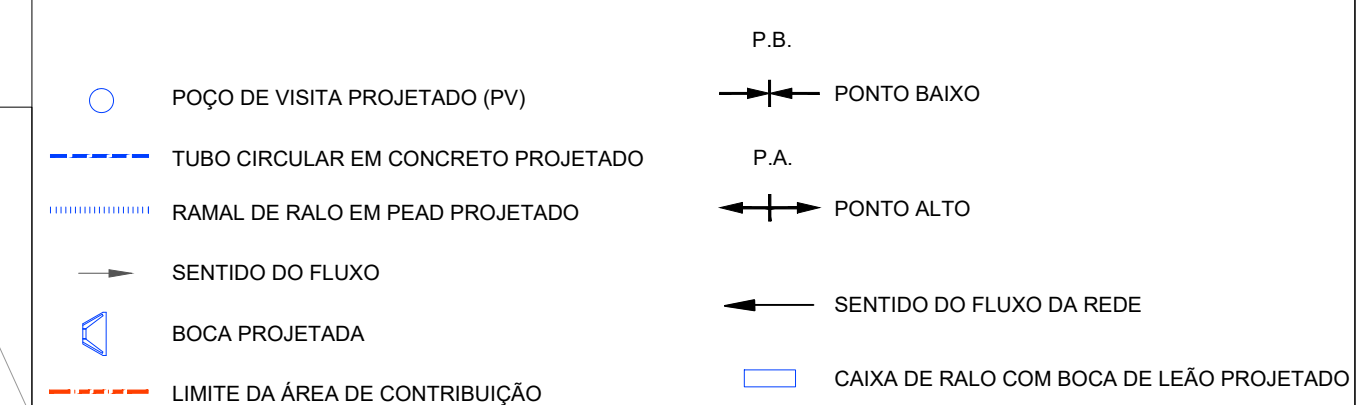 POÇO DE VISITA PROJETADO (PV)
TUBO CIRCULAR EM CONCRETO PROJETADO
RAMAL DE RALO EM PEAD PROJETADO
SENTIDO DO FLUXO
BOCA PROJETADA
LIMITE DA ÁREA DE CONTRIBUIÇÃO
P.B.
PONTO BAIXO
P.A.
PONTO ALTO
SENTIDO DO FLUXO DA REDE
CAIXA DE RALO COM BOCA DE LEÃO PROJETADO